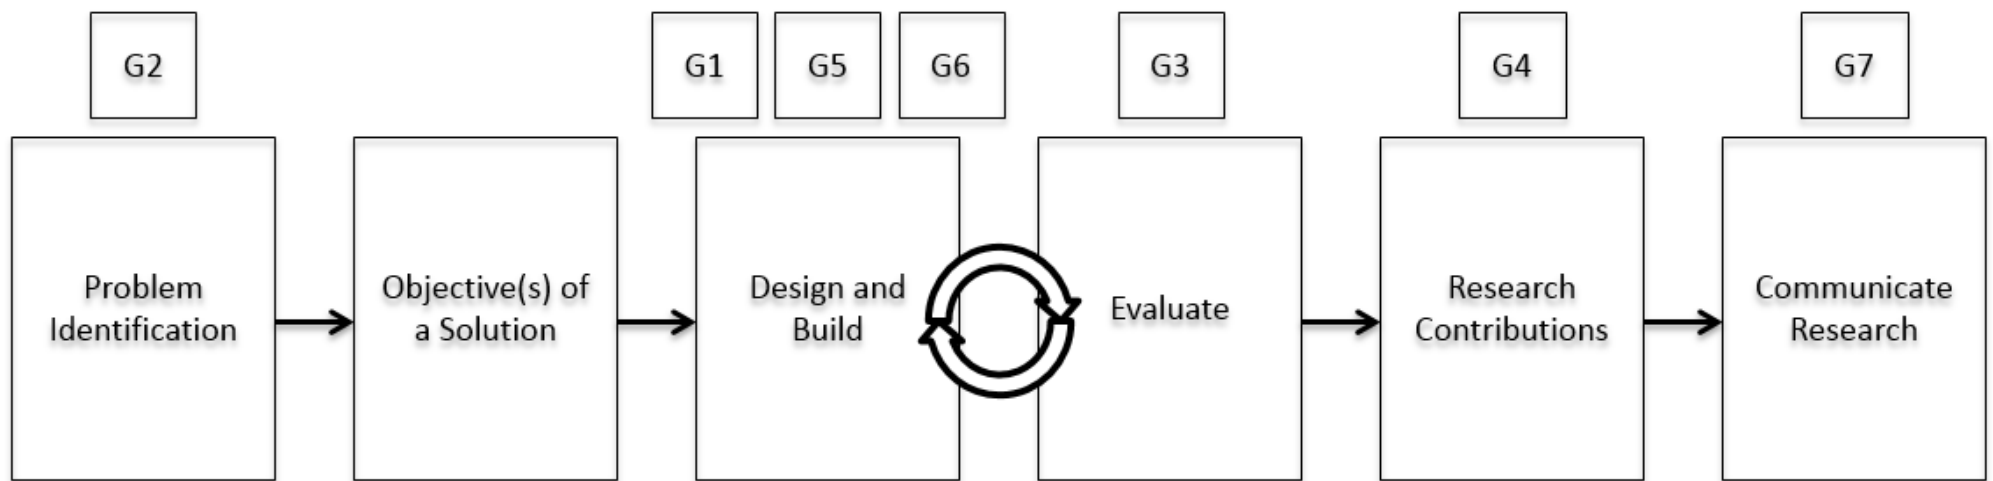 G2
G1
G5
G6
G3
G4
G7
Problem
Identification
Objective(s) of
a Solution
Design and
Build
Evaluate
Research
Contributions
Communicate
Research